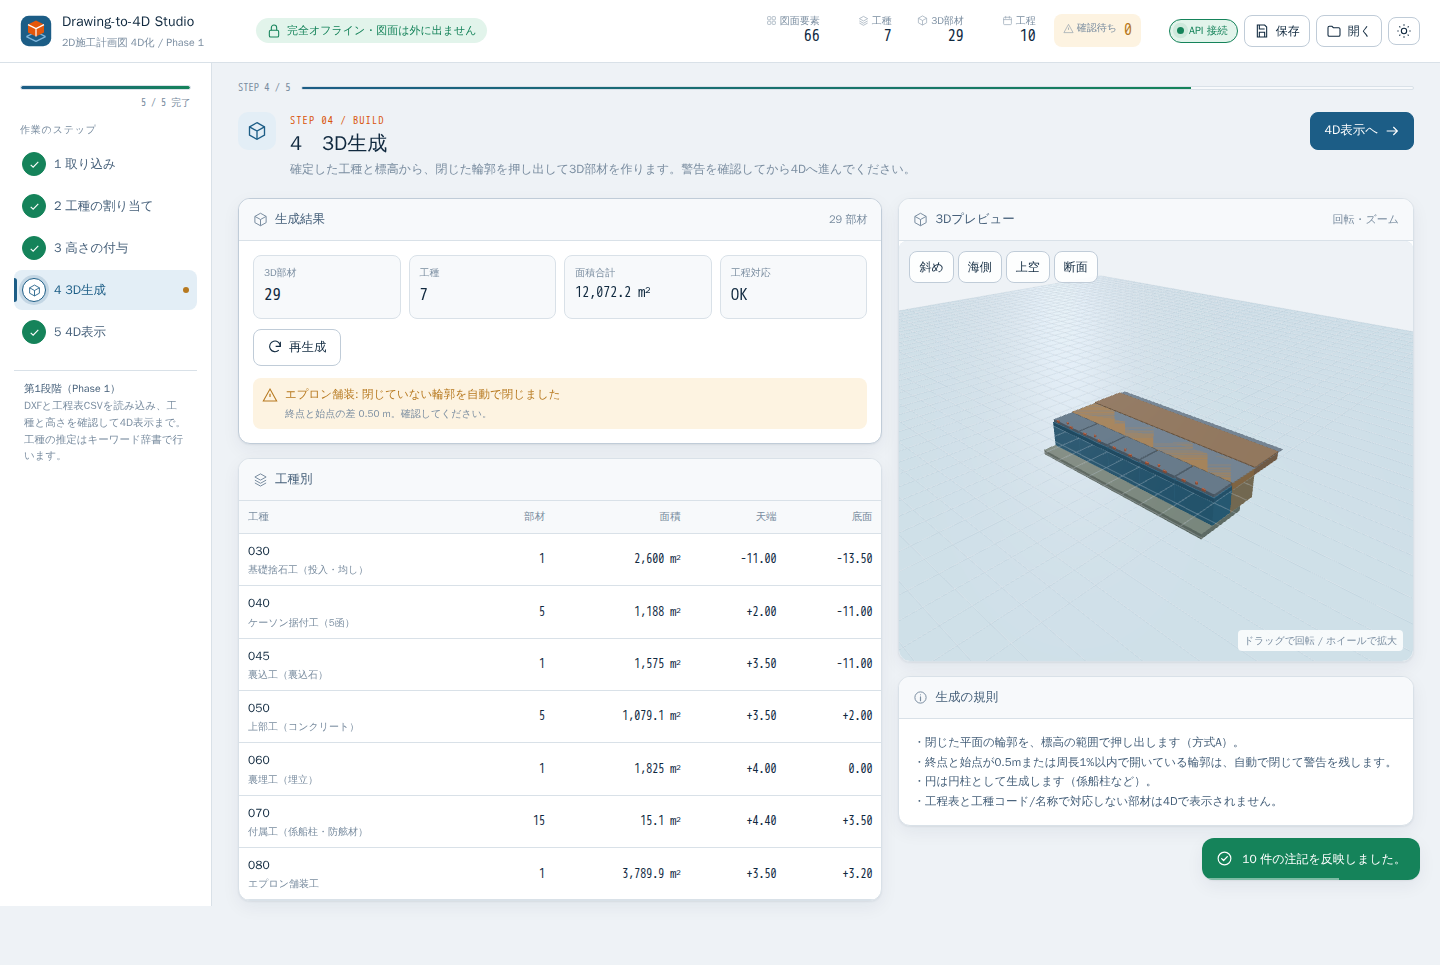 Drawing-to-4D Studio
2D施工計画図 4D化 / Phase 1
完全オフライン・図面は外に出ません
図面要素 66
工種 7
3D部材 29
工程 10
確認待ち 0
API 接続
保存
開く
5 / 5 完了
作業のステップ
1 取り込み
2 工種の割り当て
3 高さの付与
4 3D生成
5 4D表示
第1段階（Phase 1）
DXFと工程表CSVを読み込み、工
種と高さを確認して4D表示まで。
工種の推定はキーワード辞書で行
います。
STEP 4 / 5
STEP 04 / BUILD
4 3D生成
確定した工種と標高から、閉じた輪郭を押し出して3D部材を作ります。警告を確認してから4Dへ進んでください。
4D表示へ
生成結果
29 部材
3D部材
29
工種
7
面積合計
12,072.2 m²
工程対応
OK
再生成
エプロン舗装: 閉じていない輪郭を自動で閉じました
終点と始点の差 0.50 m。確認してください。
工種別
工種 部材 面積 天端 底面
030
基礎捨石工（投入・均し）
1 2,600 m² -11.00 -13.50
040
ケーソン据付工（5函）
5 1,188 m² +2.00 -11.00
045
裏込工（裏込石）
1 1,575 m² +3.50 -11.00
050
上部工（コンクリート）
5 1,079.1 m² +3.50 +2.00
060
裏埋工（埋立）
1 1,825 m² +4.00 0.00
070
付属工（係船柱・防舷材）
15 15.1 m² +4.40 +3.50
080
エプロン舗装工
1 3,789.9 m² +3.50 +3.20
3Dプレビュー
回転・ズーム
斜め
海側
上空
断面
ドラッグで回転 / ホイールで拡大
生成の規則
・閉じた平面の輪郭を、標高の範囲で押し出します（方式A）。
・終点と始点が0.5mまたは周長1%以内で開いている輪郭は、自動で閉じて警告を残します。
・円は円柱として生成します（係船柱など）。
・工程表と工種コード/名称で対応しない部材は4Dで表示されません。
10 件の注記を反映しました。